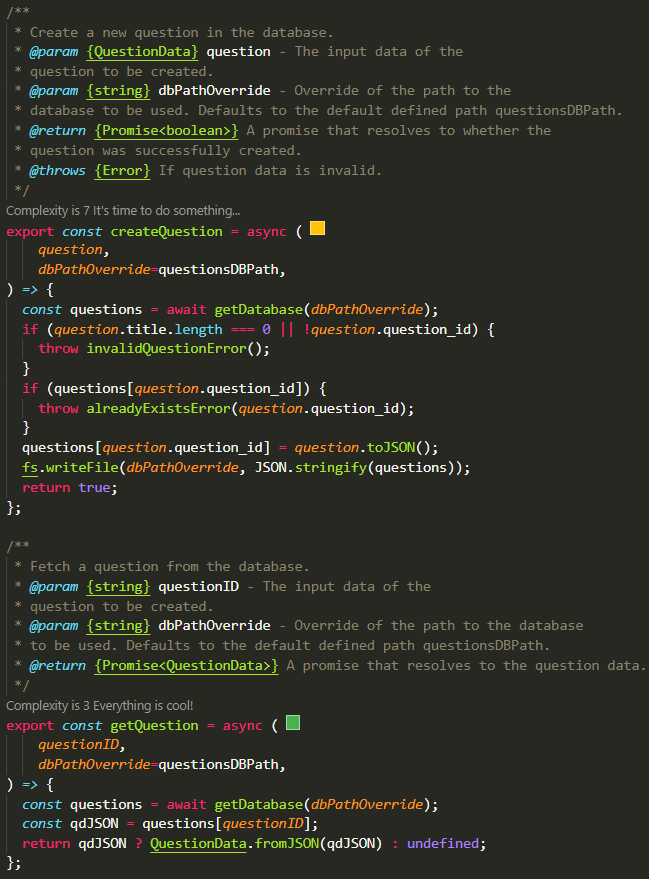 /**
 * Create a new question in the database.
 * @param {QuestionData} question - The input data of the
 * question to be created.
 * @param {string} dbPathOverride - Override of the path to the
 * database to be used. Defaults to the default defined path questionsDBPath.
 * @return {Promise<boolean>} A promise that resolves to whether the
 * question was successfully created.
 * @throws {Error} If question data is invalid.
 */
Complexity is 7 It's time to do something...
export const createQuestion = async (
    question,
    dbPathOverride=questionsDBPath,
) => {
  const questions = await getDatabase(dbPathOverride);
  if (question.title.length === 0 || !question.question_id) {
    throw invalidQuestionError();
  }
  if (questions[question.question_id]) {
    throw alreadyExistsError(question.question_id);
  }
  questions[question.question_id] = question.toJSON();
  fs.writeFile(dbPathOverride, JSON.stringify(questions));
  return true;
};

/**
 * Fetch a question from the database.
 * @param {string} questionID - The input data of the
 * question to be created.
 * @param {string} dbPathOverride - Override of the path to the database
 * to be used. Defaults to the default defined path questionsDBPath.
 * @return {Promise<QuestionData>} A promise that resolves to the question data.
 */
Complexity is 3 Everything is cool!
export const getQuestion = async (
    questionID,
    dbPathOverride=questionsDBPath,
) => {
  const questions = await getDatabase(dbPathOverride);
  const qdJSON = questions[questionID];
  return qdJSON ? QuestionData.fromJSON(qdJSON) : undefined;
};